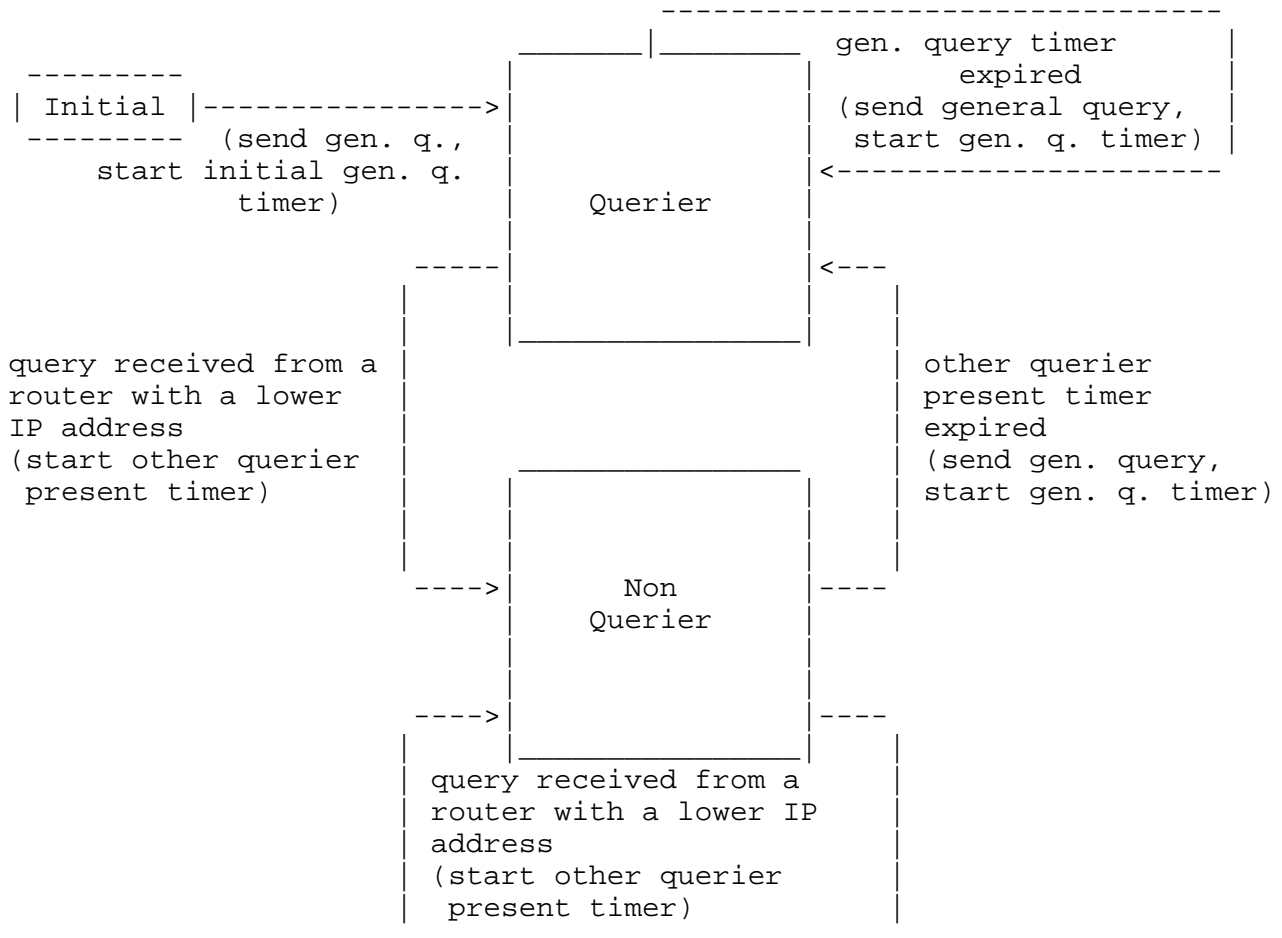 gen. query timer
expired
Initial
(send general query,
(send gen. q.,
start gen. q. timer)
start initial gen. q.
timer)
Querier
query received from a
router with a lower
IP address
(start other querier
present timer)
other querier
present timer
expired
(send gen. query,
start gen. q. timer)
Non
Querier
query received from a
router with a lower IP
address
(start other querier
present timer)